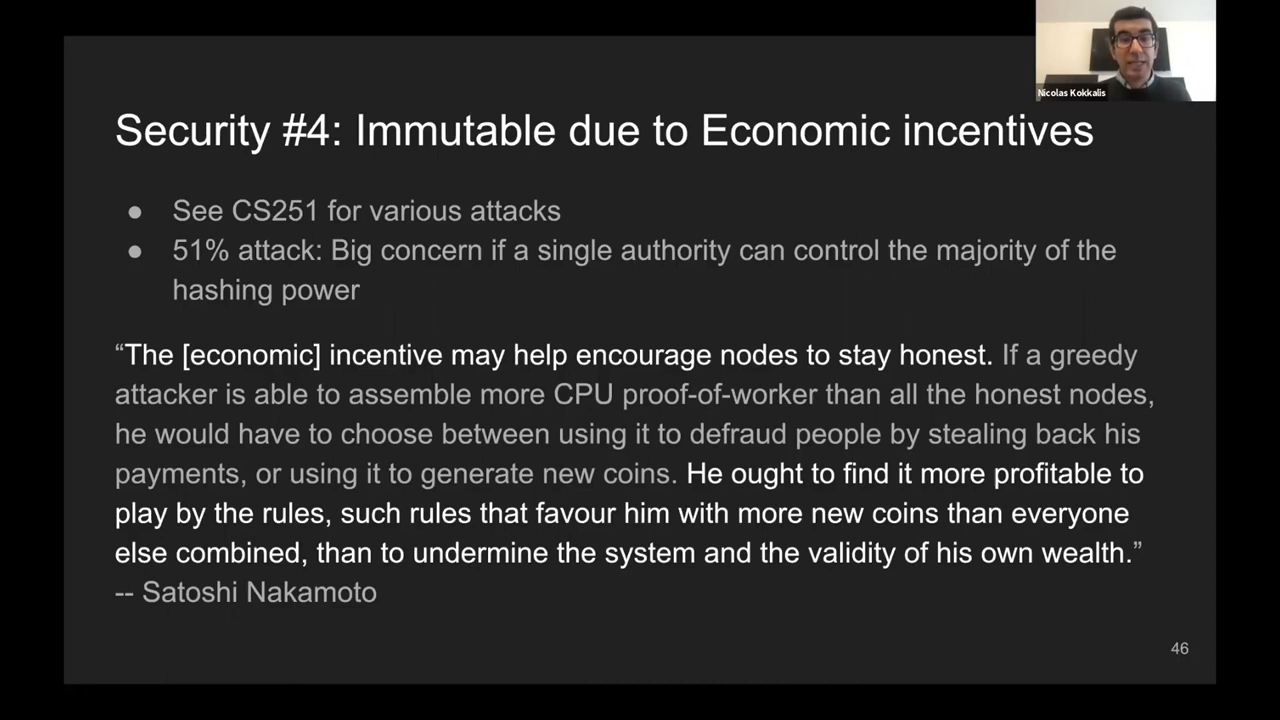 Nicolas Kokkalis
Security #4: Immutable due to Economic incentives
● See CS251 for various attacks
● 51% attack: Big concern if a single authority can control the majority of the
hashing power
“The [economic] incentive may help encourage nodes to stay honest. If a greedy
attacker is able to assemble more CPU proof-of-worker than all the honest nodes,
he would have to choose between using it to defraud people by stealing back his
payments, or using it to generate new coins. He ought to find it more profitable to
play by the rules, such rules that favour him with more new coins than everyone
else combined, than to undermine the system and the validity of his own wealth.”
-- Satoshi Nakamoto
46